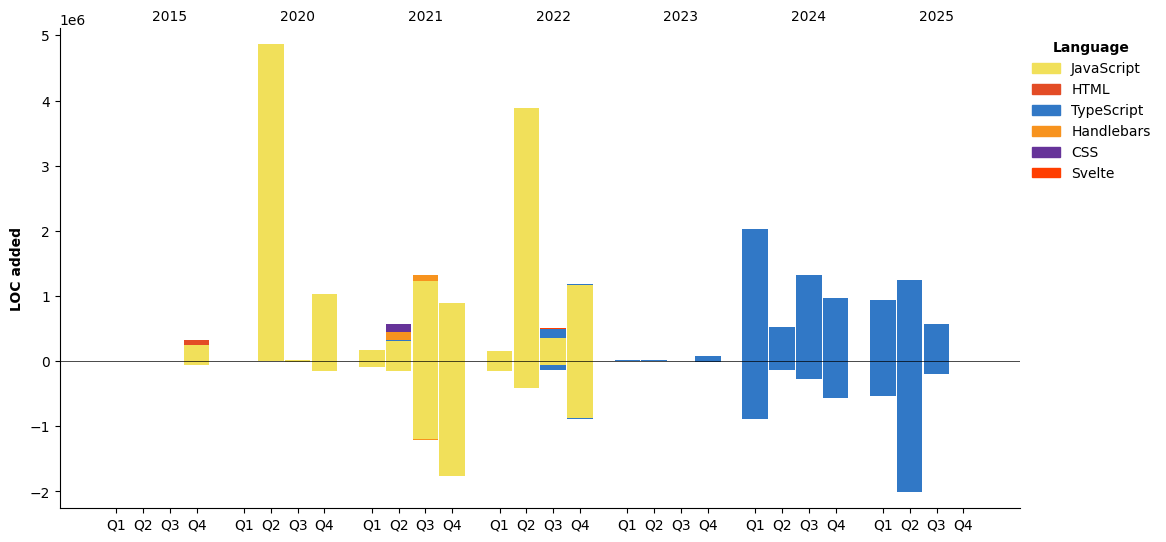 2015 2020 2021 2022 2023 2024 2025
1e6
5
4
3
2
1
0
−1
−2
LOC added
Q1 Q2 Q3 Q4 Q1 Q2 Q3 Q4 Q1 Q2 Q3 Q4 Q1 Q2 Q3 Q4 Q1 Q2 Q3 Q4 Q1 Q2 Q3 Q4 Q1 Q2 Q3 Q4
Language
JavaScript
HTML
TypeScript
Handlebars
CSS
Svelte